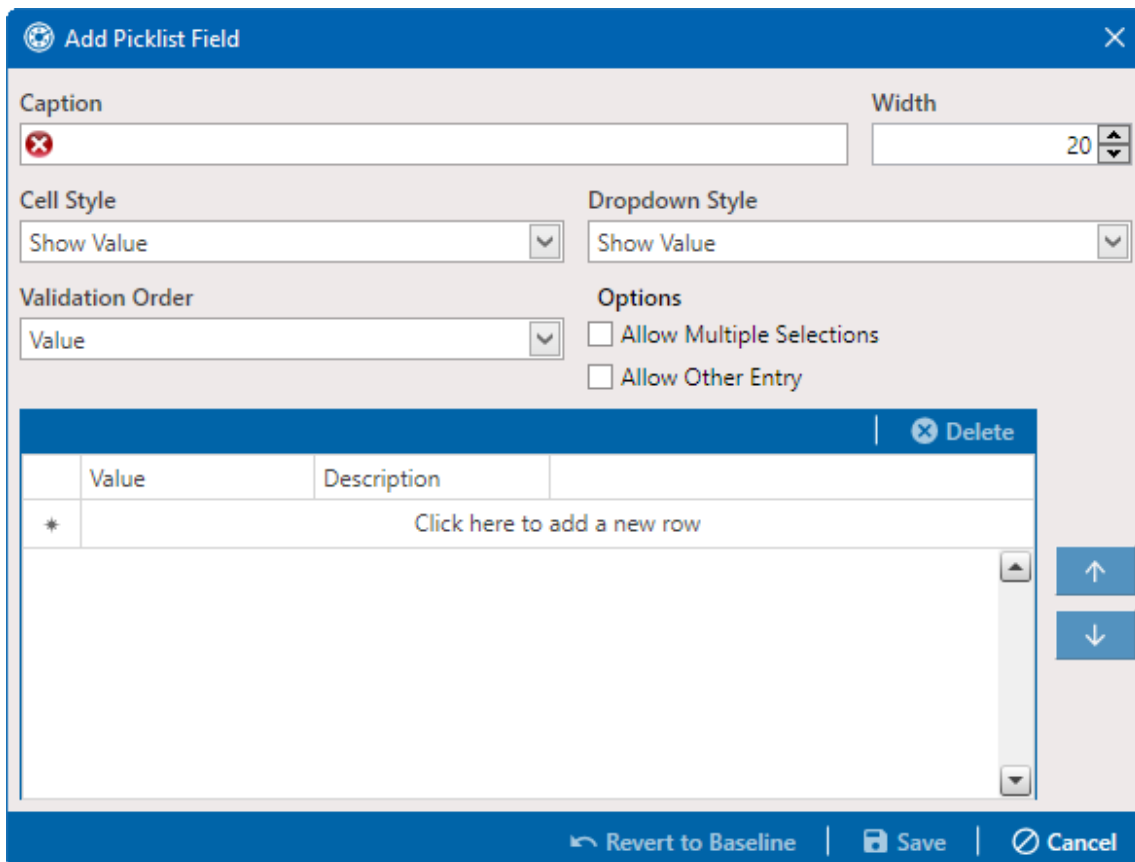 Add Picklist Field
Caption
Width
20
Cell Style
Dropdown Style
Show Value
Show Value
Validation Order
Options
Value
Allow Multiple Selections
Allow Other Entry
Delete
Value
Description
Click here to add a new row
Revert to Baseline
Save
Cancel